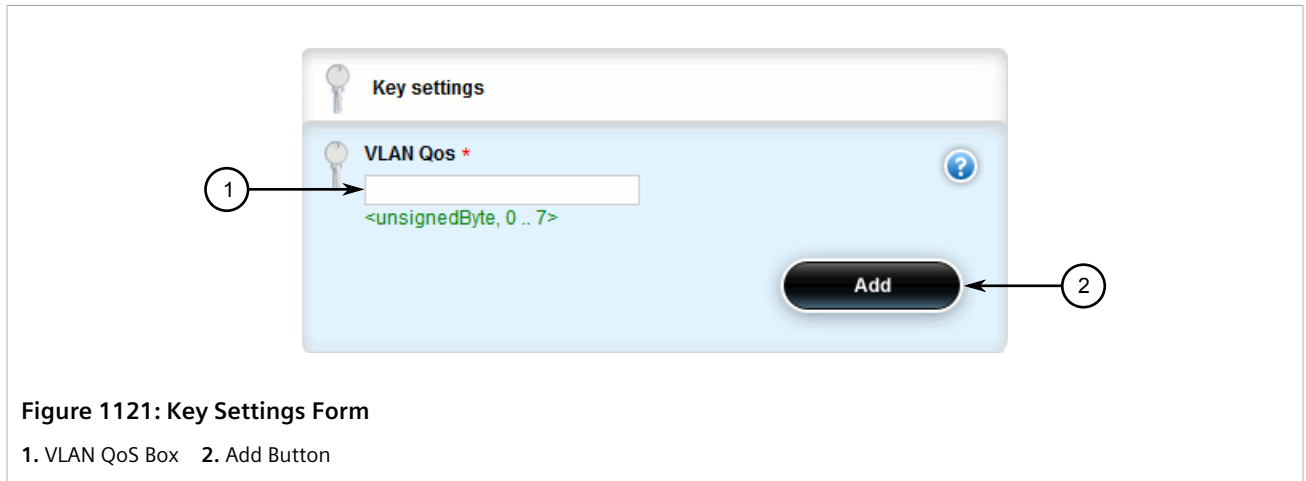 Key settings
VLAN Qos *
?
1
<unsignedByte, 0 .. 7>
Add
2
Figure 1121: Key Settings Form
1. VLAN QoS Box 2. Add Button